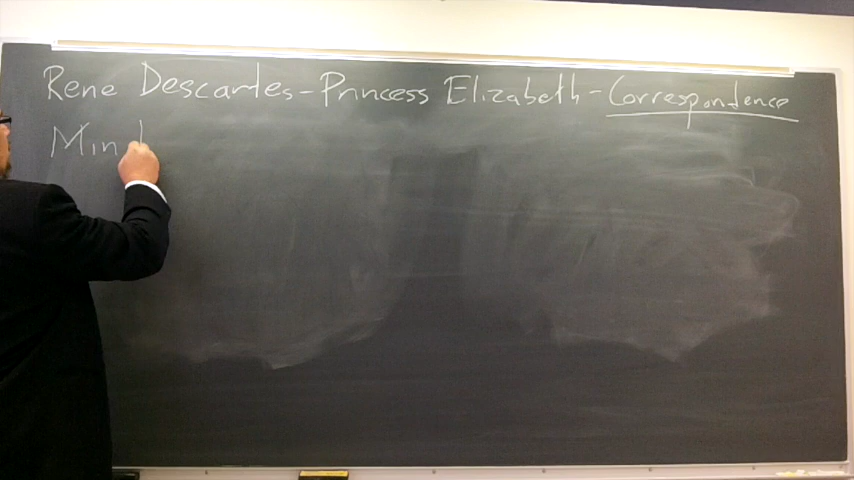 Rene Descartes - Princess Elizabeth - Correspondence
Min